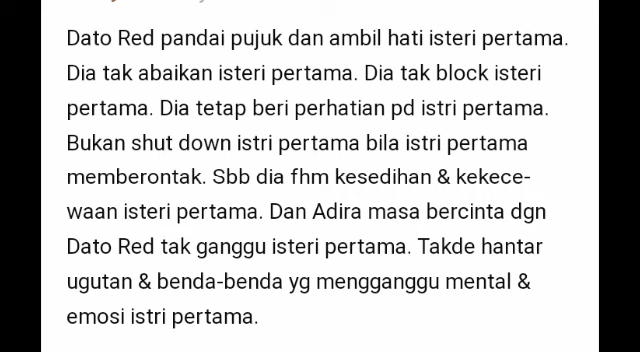 Dato Red pandai pujuk dan ambil hati isteri pertama.
Dia tak abaikan isteri pertama. Dia tak block isteri
pertama. Dia tetap beri perhatian pd istri pertama.
Bukan shut down istri pertama bila istri pertama
memberontak. Sbb dia fhm kesedihan & kekece-
waan isteri pertama. Dan Adira masa bercinta dgn
Dato Red tak ganggu isteri pertama. Takde hantar
ugutan & benda-benda yg mengganggu mental &
emosi istri pertama.